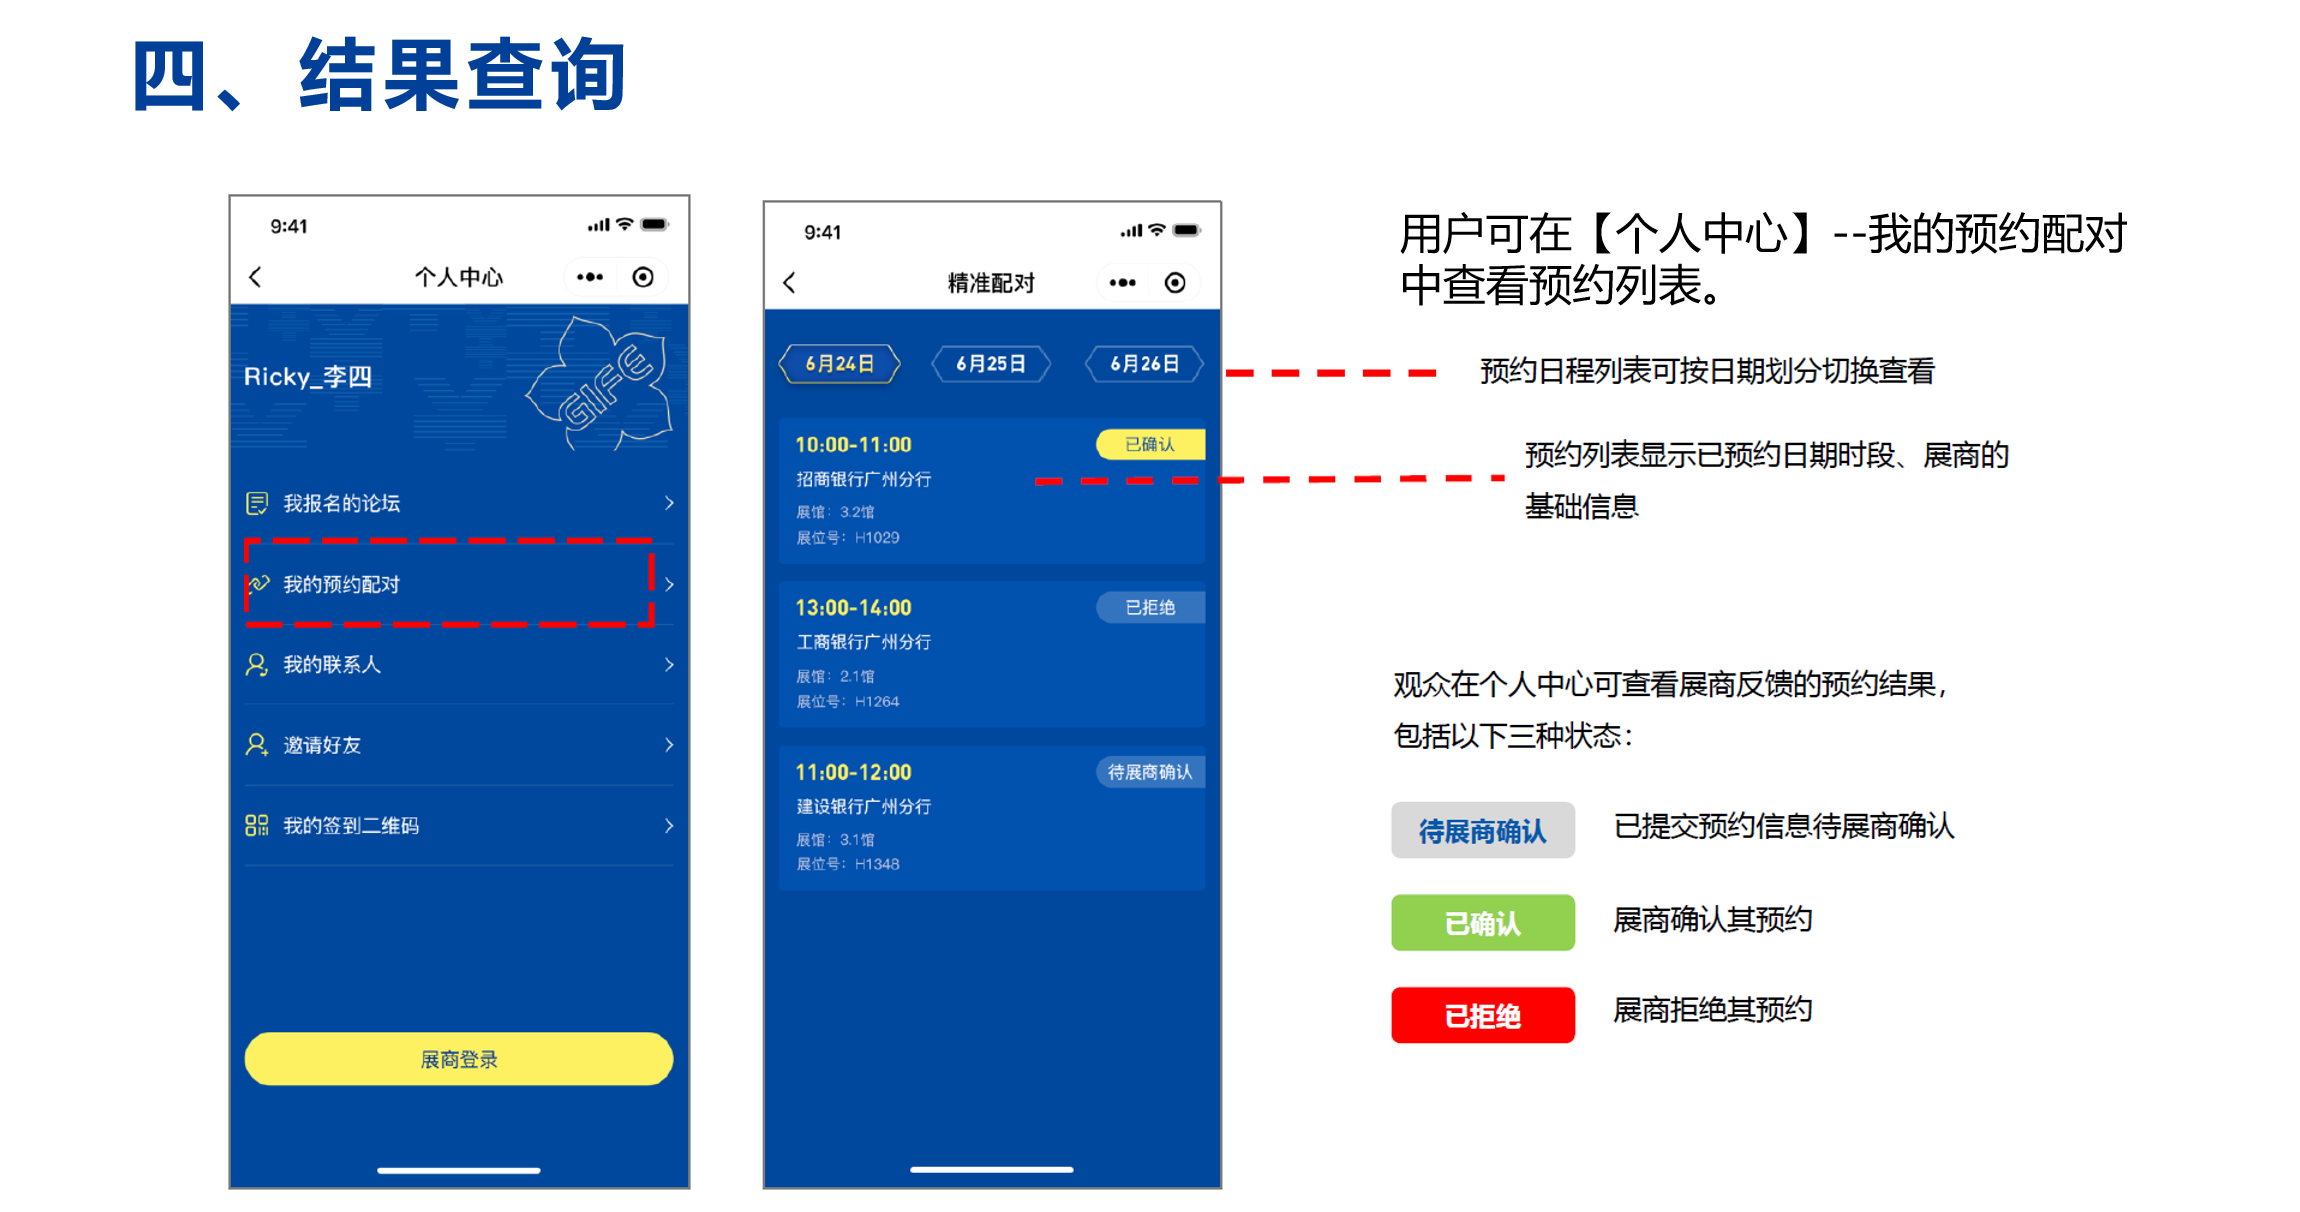 四、结果查询
9:41
个人中心
Ricky_李四
GIFE
我报名的论坛
我的预约配对
我的联系人
邀请好友
我的签到二维码
展商登录
9:41
精准配对
6月24日
6月25日
6月26日
10:00-11:00
已确认
招商银行广州分行
展馆：3.2馆
展位号：H1029
13:00-14:00
已拒绝
工商银行广州分行
展馆：2.1馆
展位号：H1264
11:00-12:00
待展商确认
建设银行广州分行
展馆：3.1馆
展位号：H1348
用户可在【个人中心】--我的预约配对
中查看预约列表。
预约日程列表可按日期划分切换查看
预约列表显示已预约日期时段、展商的
基础信息
观众在个人中心可查看展商反馈的预约结果，
包括以下三种状态：
待展商确认
已提交预约信息待展商确认
已确认
展商确认其预约
已拒绝
展商拒绝其预约